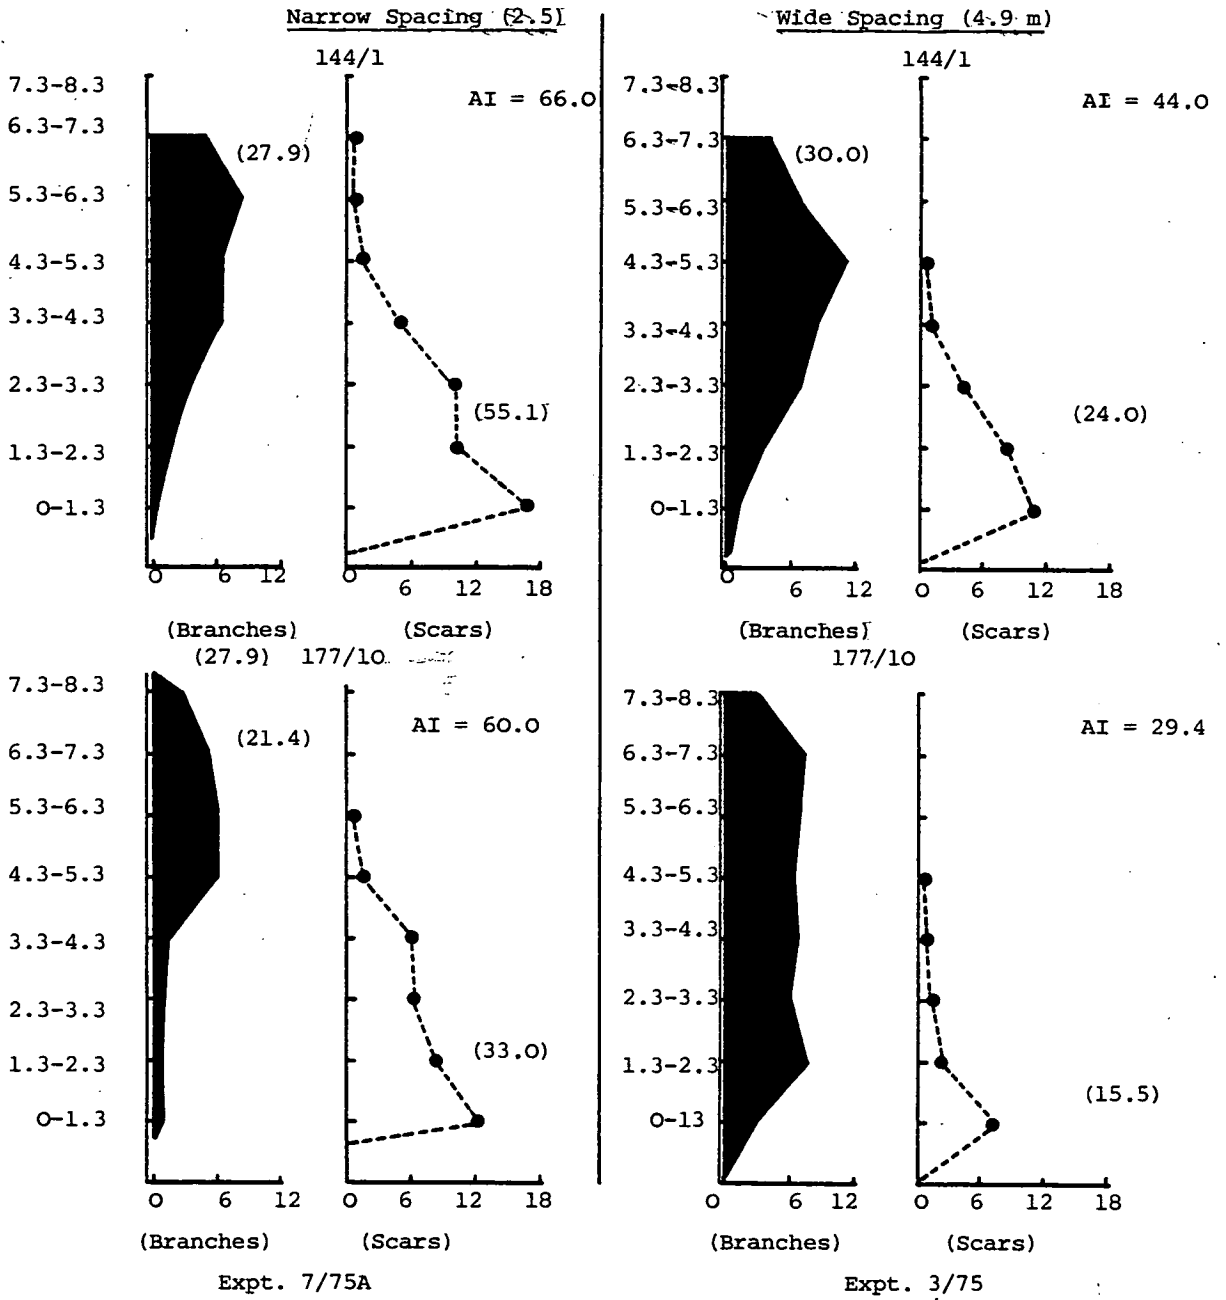 Narrow Spacing (2.5)
Wide Spacing (4.9 m)
144/1
7.3-8.3
6.3-7.3
5.3-6.3
4.3-5.3
3.3-4.3
2.3-3.3
1.3-2.3
0-1.3
AI = 66.0
(27.9)
(55.1)
0 6 12
0 6 12 18
(Branches)
(Scars)
144/1
7.3-8.3
6.3-7.3
5.3-6.3
4.3-5.3
3.3-4.3
2.3-3.3
1.3-2.3
0-1.3
AI = 44.0
(30.0)
(24.0)
0 6 12
0 6 12 18
(Branches)
(Scars)
(27.9) 177/10
7.3-8.3
6.3-7.3
5.3-6.3
4.3-5.3
3.3-4.3
2.3-3.3
1.3-2.3
0-1.3
AI = 60.0
(21.4)
(33.0)
0 6 12
0 6 12 18
(Branches)
(Scars)
Expt. 7/75A
177/10
7.3-8.3
6.3-7.3
5.3-6.3
4.3-5.3
3.3-4.3
2.3-3.3
1.3-2.3
0-13
AI = 29.4
(15.5)
0 6 12
0 6 12 18
(Branches)
(Scars)
Expt. 3/75